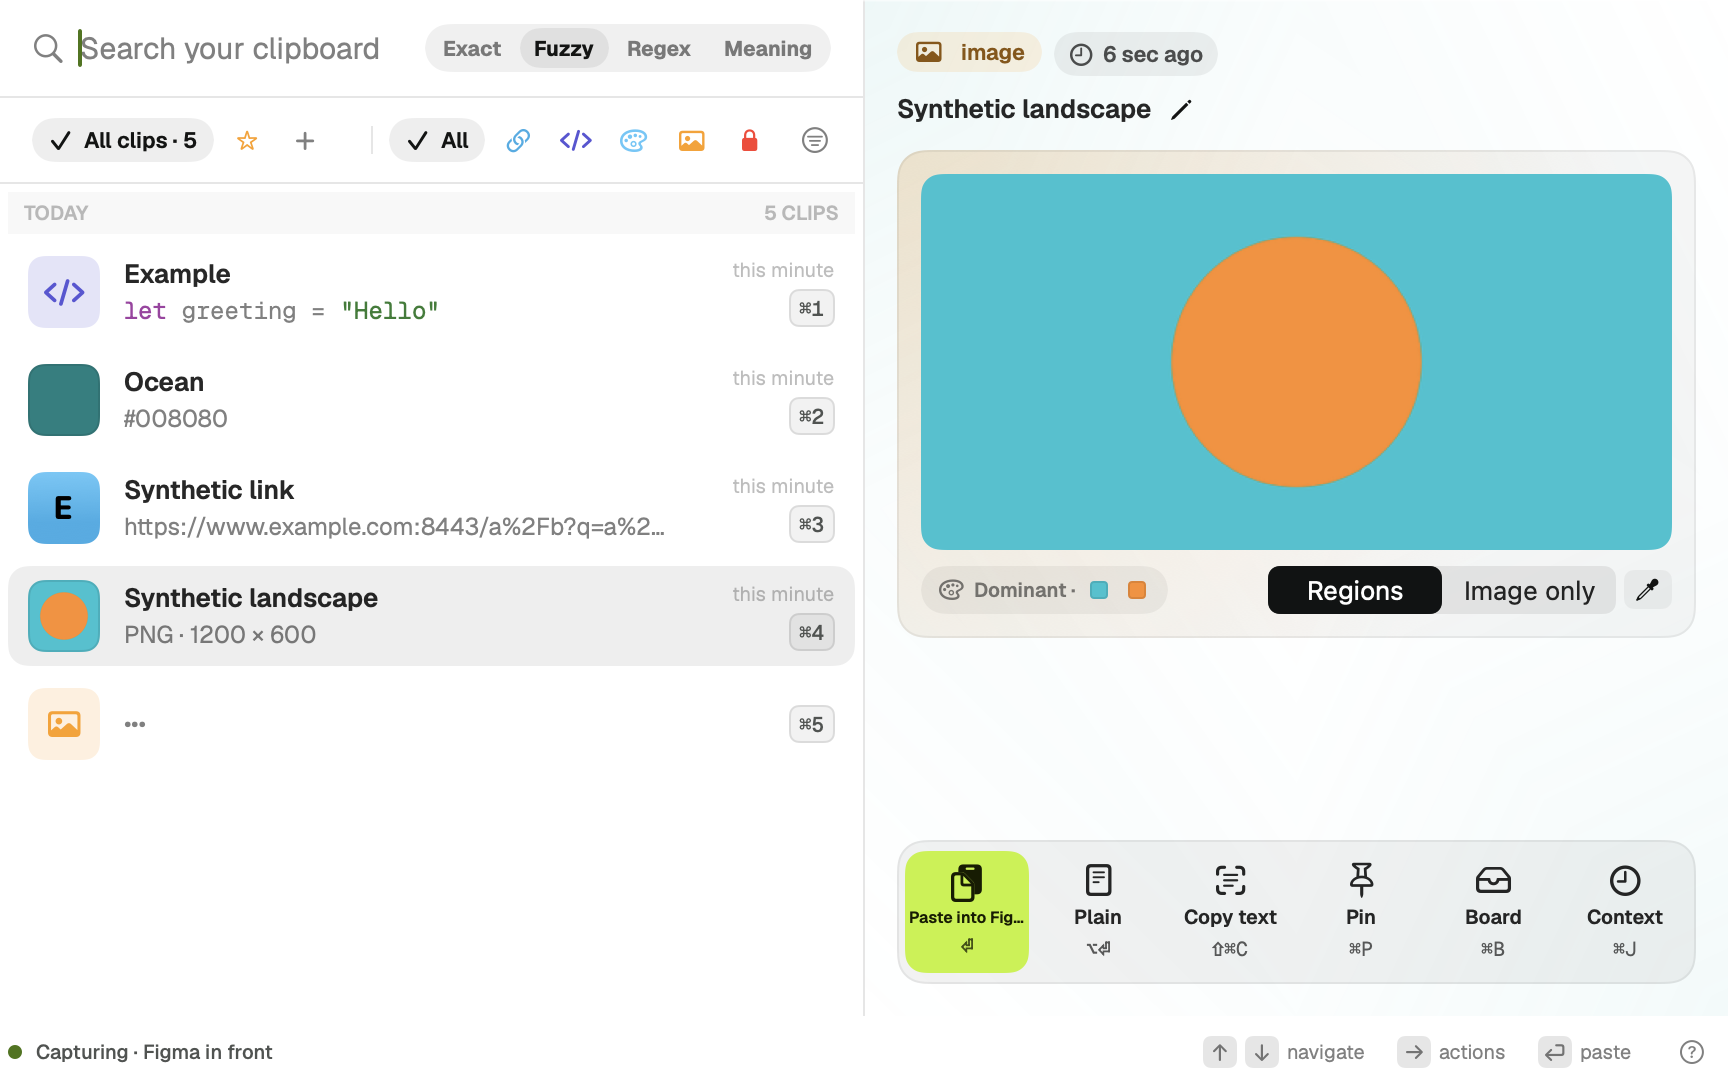 Search your clipboard
Exact Fuzzy Regex Meaning
All clips · 5
All
TODAY 5 CLIPS
Example this minute
let greeting = "Hello" ⌘1
Ocean this minute
#008080 ⌘2
E
Synthetic link this minute
https://www.example.com:8443/a%2Fb?q=a%2… ⌘3
Synthetic landscape this minute
PNG · 1200 × 600 ⌘4
••• ⌘5
image 6 sec ago
Synthetic landscape
Dominant · Regions Image only
Paste into Fig… Plain Copy text Pin Board Context
⏎ ⌥⏎ ⇧⌘C ⌘P ⌘B ⌘J
Capturing · Figma in front
↑ ↓ navigate → actions ↵ paste ?